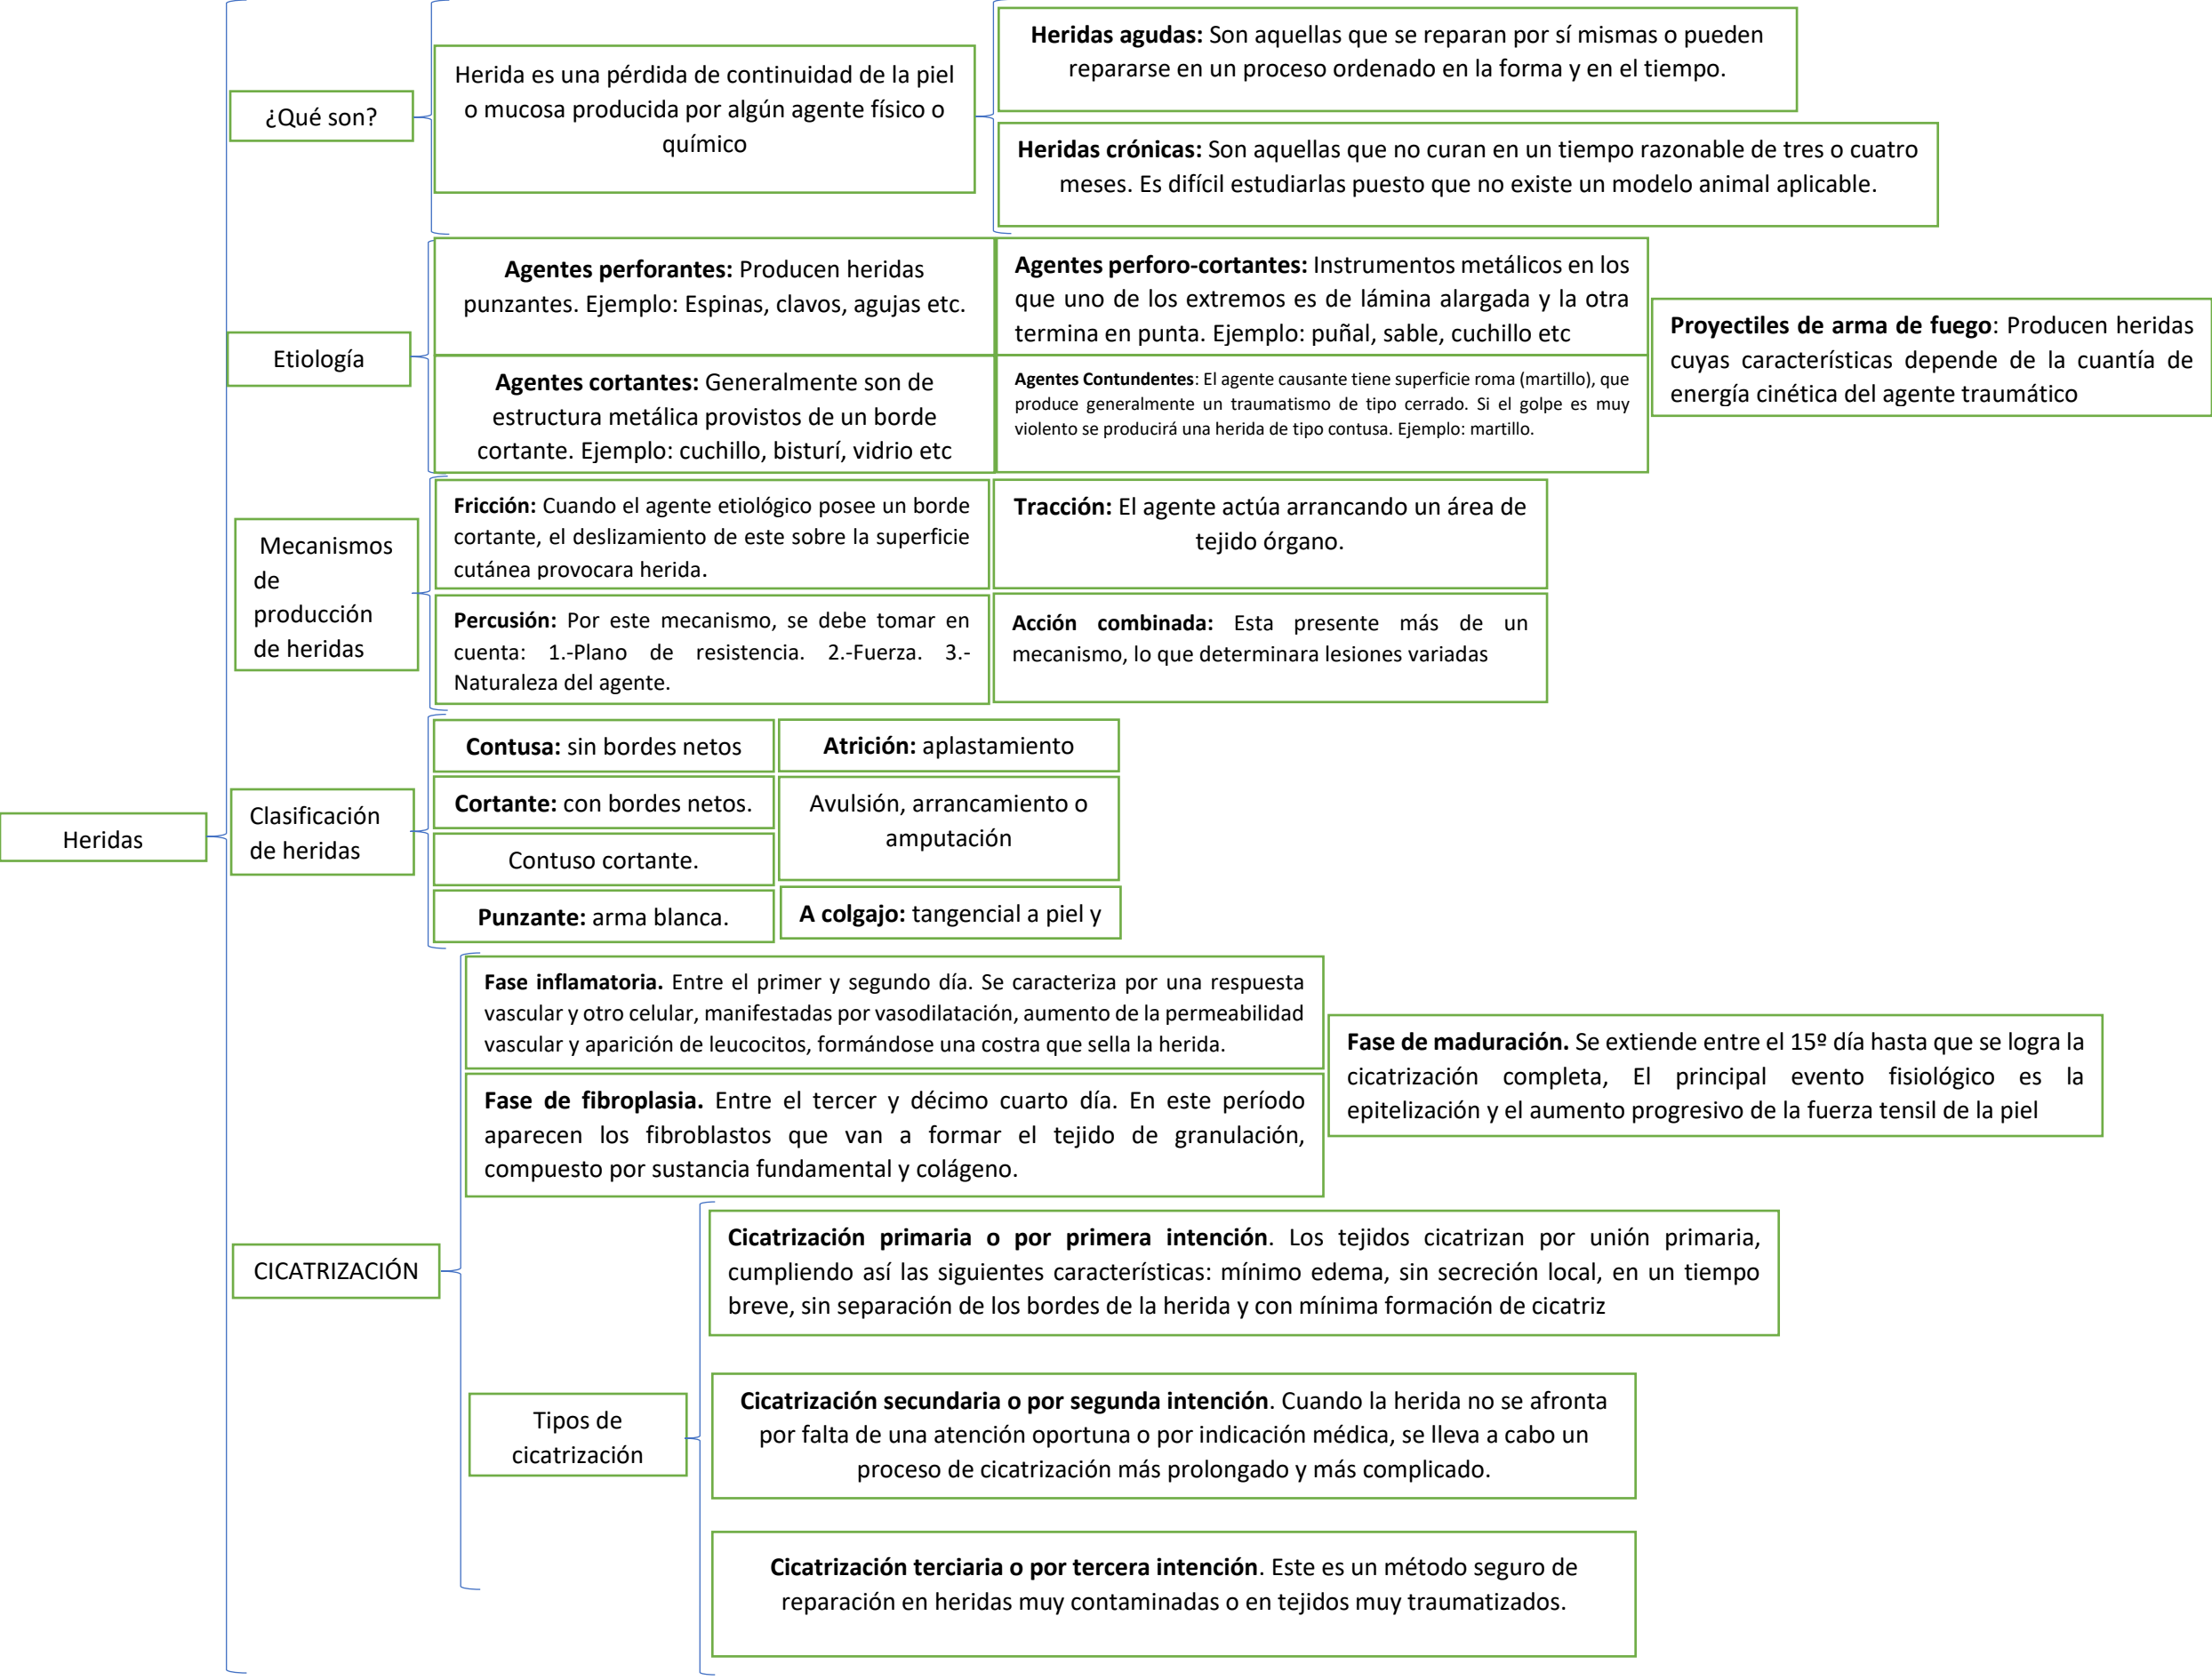 Heridas
¿Qué son?
Herida es una pérdida de continuidad de la piel
o mucosa producida por algún agente físico o
químico
Heridas agudas: Son aquellas que se reparan por sí mismas o pueden
repararse en un proceso ordenado en la forma y en el tiempo.
Heridas crónicas: Son aquellas que no curan en un tiempo razonable de tres o cuatro
meses. Es difícil estudiarlas puesto que no existe un modelo animal aplicable.
Etiología
Agentes perforantes: Producen heridas
punzantes. Ejemplo: Espinas, clavos, agujas etc.
Agentes perforo-cortantes: Instrumentos metálicos en los
que uno de los extremos es de lámina alargada y la otra
termina en punta. Ejemplo: puñal, sable, cuchillo etc
Agentes cortantes: Generalmente son de
estructura metálica provistos de un borde
cortante. Ejemplo: cuchillo, bisturí, vidrio etc
Agentes Contundentes: El agente causante tiene superficie roma (martillo), que
produce generalmente un traumatismo de tipo cerrado. Si el golpe es muy
violento se producirá una herida de tipo contusa. Ejemplo: martillo.
Proyectiles de arma de fuego: Producen heridas
cuyas características depende de la cuantía de
energía cinética del agente traumático
Mecanismos
de
producción
de heridas
Fricción: Cuando el agente etiológico posee un borde
cortante, el deslizamiento de este sobre la superficie
cutánea provocara herida.
Tracción: El agente actúa arrancando un área de
tejido órgano.
Percusión: Por este mecanismo, se debe tomar en
cuenta: 1.-Plano de resistencia. 2.-Fuerza. 3.-
Naturaleza del agente.
Acción combinada: Esta presente más de un
mecanismo, lo que determinara lesiones variadas
Clasificación
de heridas
Contusa: sin bordes netos
Cortante: con bordes netos.
Contuso cortante.
Punzante: arma blanca.
Atrición: aplastamiento
Avulsión, arrancamiento o
amputación
A colgajo: tangencial a piel y
CICATRIZACIÓN
Fase inflamatoria. Entre el primer y segundo día. Se caracteriza por una respuesta
vascular y otro celular, manifestadas por vasodilatación, aumento de la permeabilidad
vascular y aparición de leucocitos, formándose una costra que sella la herida.
Fase de fibroplasia. Entre el tercer y décimo cuarto día. En este período
aparecen los fibroblastos que van a formar el tejido de granulación,
compuesto por sustancia fundamental y colágeno.
Fase de maduración. Se extiende entre el 15º día hasta que se logra la
cicatrización completa, El principal evento fisiológico es la
epitelización y el aumento progresivo de la fuerza tensil de la piel
Tipos de
cicatrización
Cicatrización primaria o por primera intención. Los tejidos cicatrizan por unión primaria,
cumpliendo así las siguientes características: mínimo edema, sin secreción local, en un tiempo
breve, sin separación de los bordes de la herida y con mínima formación de cicatriz
Cicatrización secundaria o por segunda intención. Cuando la herida no se afronta
por falta de una atención oportuna o por indicación médica, se lleva a cabo un
proceso de cicatrización más prolongado y más complicado.
Cicatrización terciaria o por tercera intención. Este es un método seguro de
reparación en heridas muy contaminadas o en tejidos muy traumatizados.